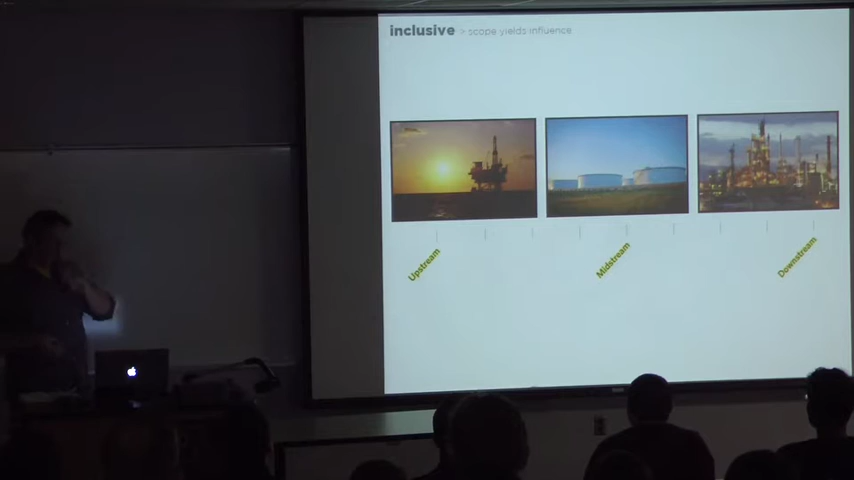 inclusive > scope yields influence
Upstream
Midstream
Downstream